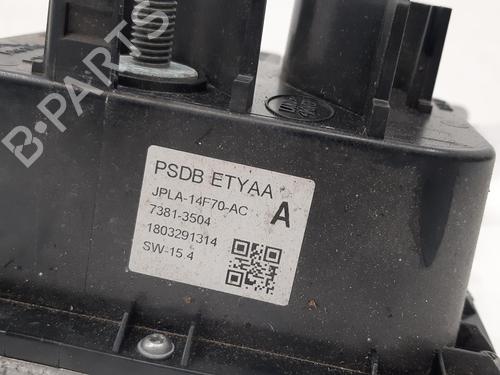 B-PARTS
PSDB ETYAA
JPLA-14F70-AC
A
7381-3504
1803291314
SW-15.4